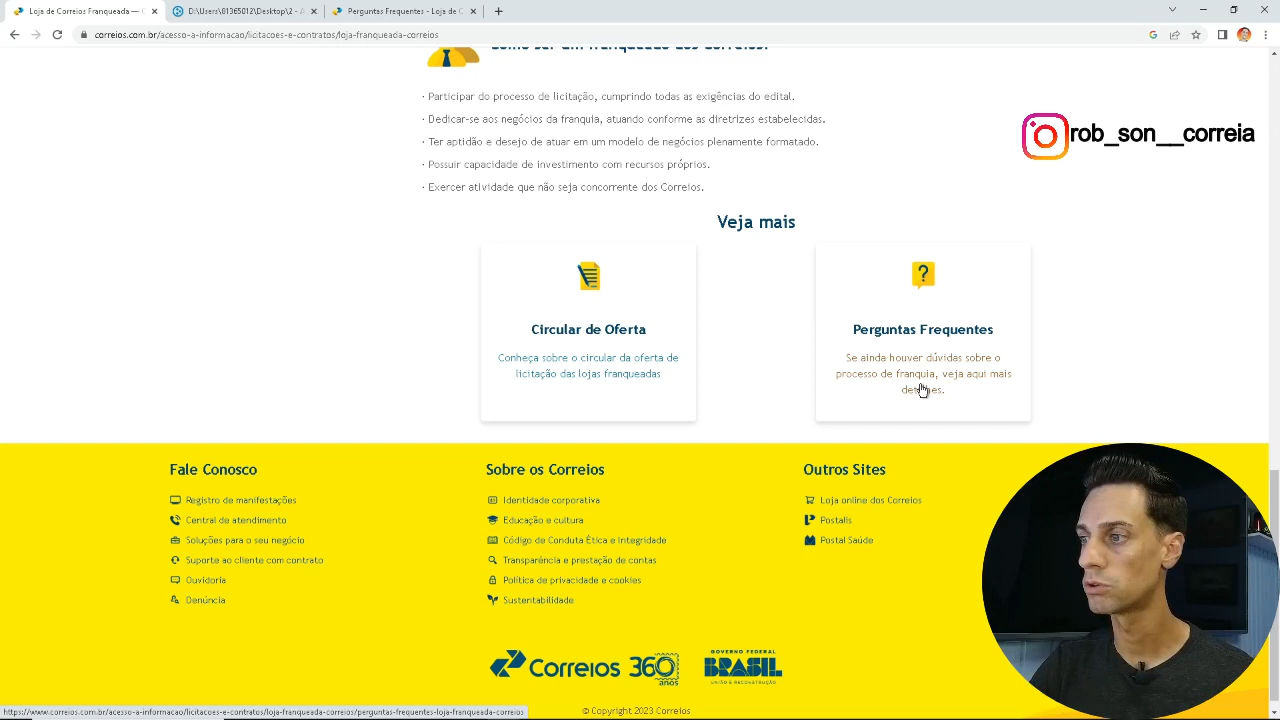 Loja de Correios Franqueada — C
D:\Users\81365012\Desktop\2 - A
Perguntas Frequentes - Loja de C
correios.com.br/acesso-a-informacao/licitacoes-e-contratos/loja-franqueada-correios
Como ser um franqueado dos Correios?
· Participar do processo de licitação, cumprindo todas as exigências do edital.
· Dedicar-se aos negócios da franquia, atuando conforme as diretrizes estabelecidas.
· Ter aptidão e desejo de atuar em um modelo de negócios plenamente formatado.
· Possuir capacidade de investimento com recursos próprios.
· Exercer atividade que não seja concorrente dos Correios.
rob_son__correia
Veja mais
Circular de Oferta
Conheça sobre o circular da oferta de
licitação das lojas franqueadas
Perguntas Frequentes
Se ainda houver dúvidas sobre o
processo de franquia, veja aqui mais
detalhes.
Fale Conosco
Registro de manifestações
Central de atendimento
Soluções para o seu negócio
Suporte ao cliente com contrato
Ouvidoria
Denúncia
Sobre os Correios
Identidade corporativa
Educação e cultura
Código de Conduta Ética e Integridade
Transparência e prestação de contas
Política de privacidade e cookies
Sustentabilidade
Outros Sites
Loja online dos Correios
Postalis
Postal Saúde
Correios 360 anos
GOVERNO FEDERAL
BRASIL
UNIÃO E RECONSTRUÇÃO
© Copyright 2023 Correios
https://www.correios.com.br/acesso-a-informacao/licitacoes-e-contratos/loja-franqueada-correios/perguntas-frequentes-loja-franqueada-correios